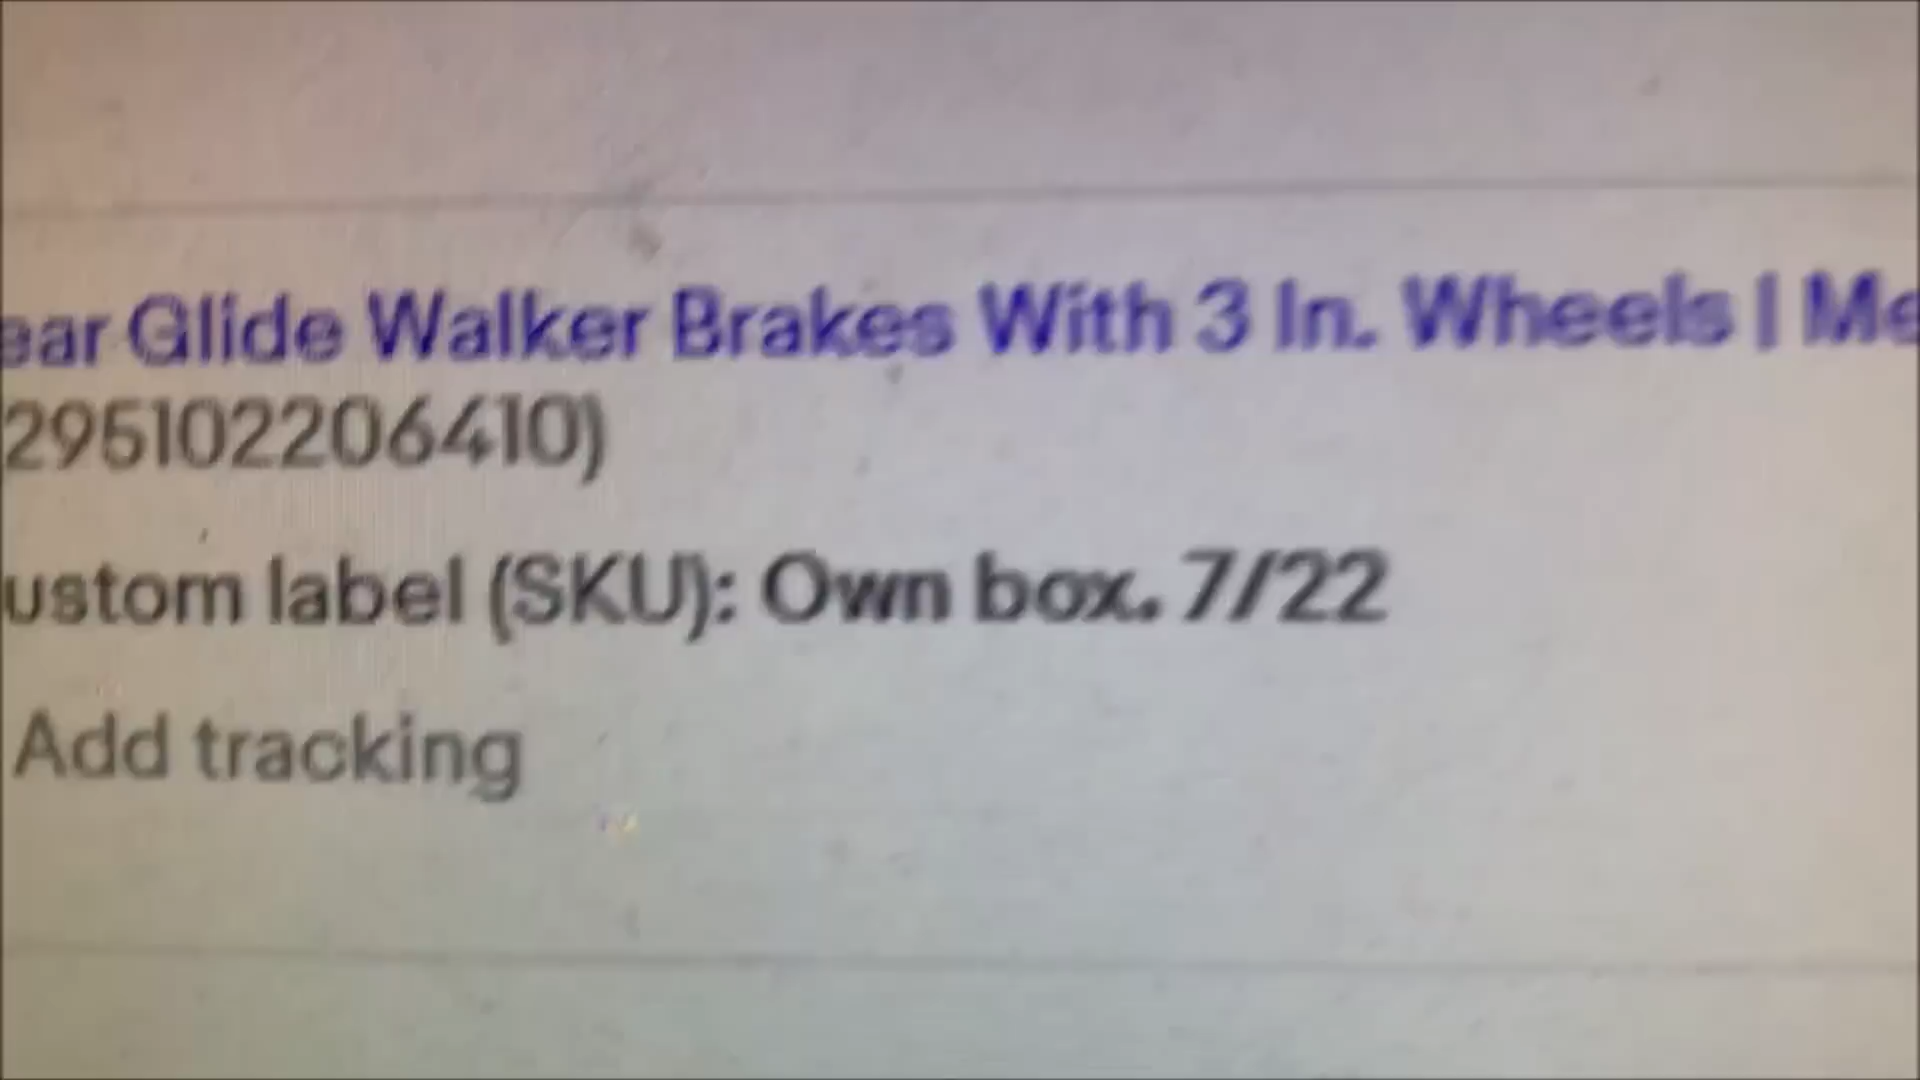 ear Glide Walker Brakes With 3 In. Wheels | Me
295102206410)
ustom label (SKU): Own box. 7/22
Add tracking